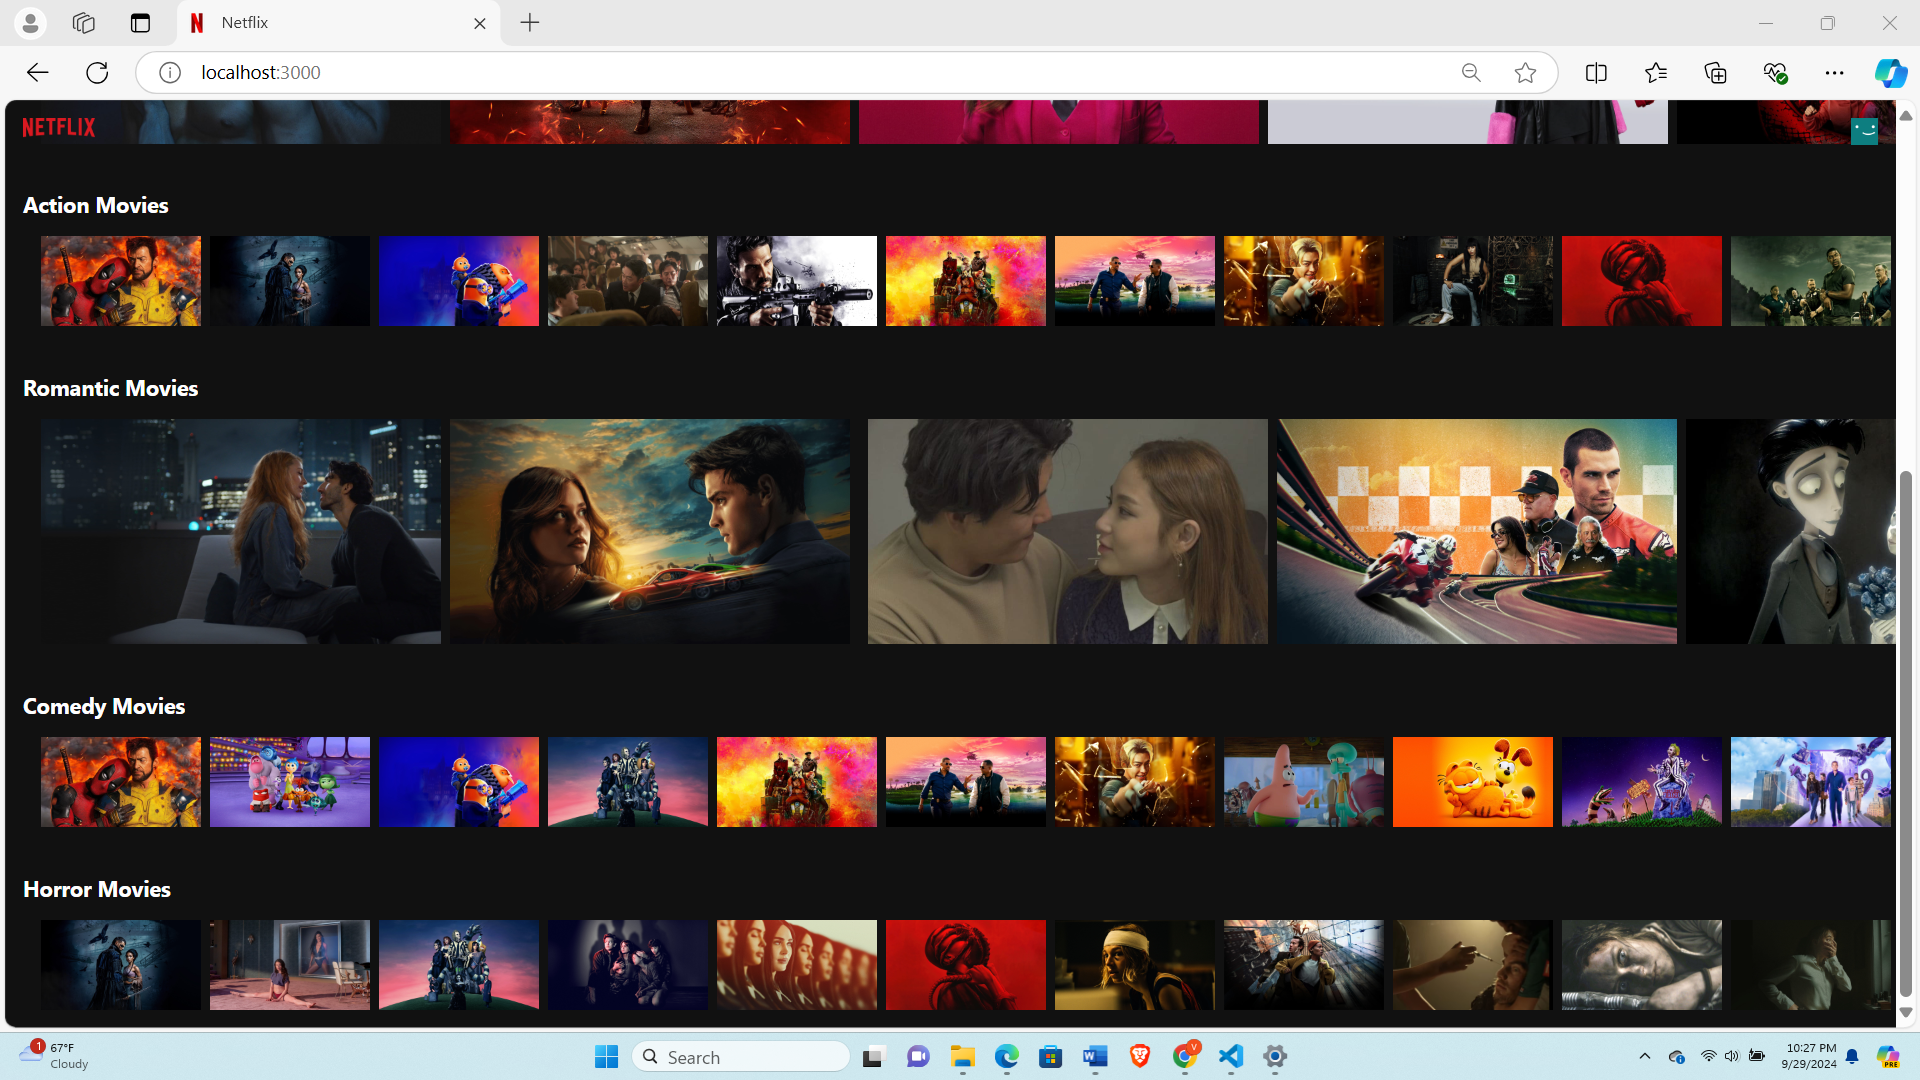 Netflix
localhost:3000
NETFLIX
Action Movies
Romantic Movies
Comedy Movies
Horror Movies
1
67°F
Cloudy
Search
V
10:27 PM
9/29/2024
PRE